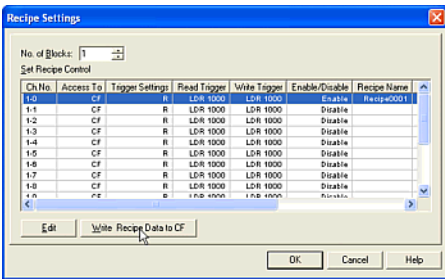 Recipe Settings
No. of Blocks: 1
Set Recipe Control
Ch.No. Access To Trigger Settings Read Trigger Write Trigger Enable/Disable Recipe Name
1-0 CF R LDR 1000 LDR 1000 Enable Recipe0001
1-1 CF R LDR 1000 LDR 1000 Disable
1-2 CF R LDR 1000 LDR 1000 Disable
1-3 CF R LDR 1000 LDR 1000 Disable
1-4 CF R LDR 1000 LDR 1000 Disable
1-5 CF R LDR 1000 LDR 1000 Disable
1-6 CF R LDR 1000 LDR 1000 Disable
1-7 CF R LDR 1000 LDR 1000 Disable
1-8 CF R LDR 1000 LDR 1000 Disable
Edit Write Recipe Data to CF
OK Cancel Help